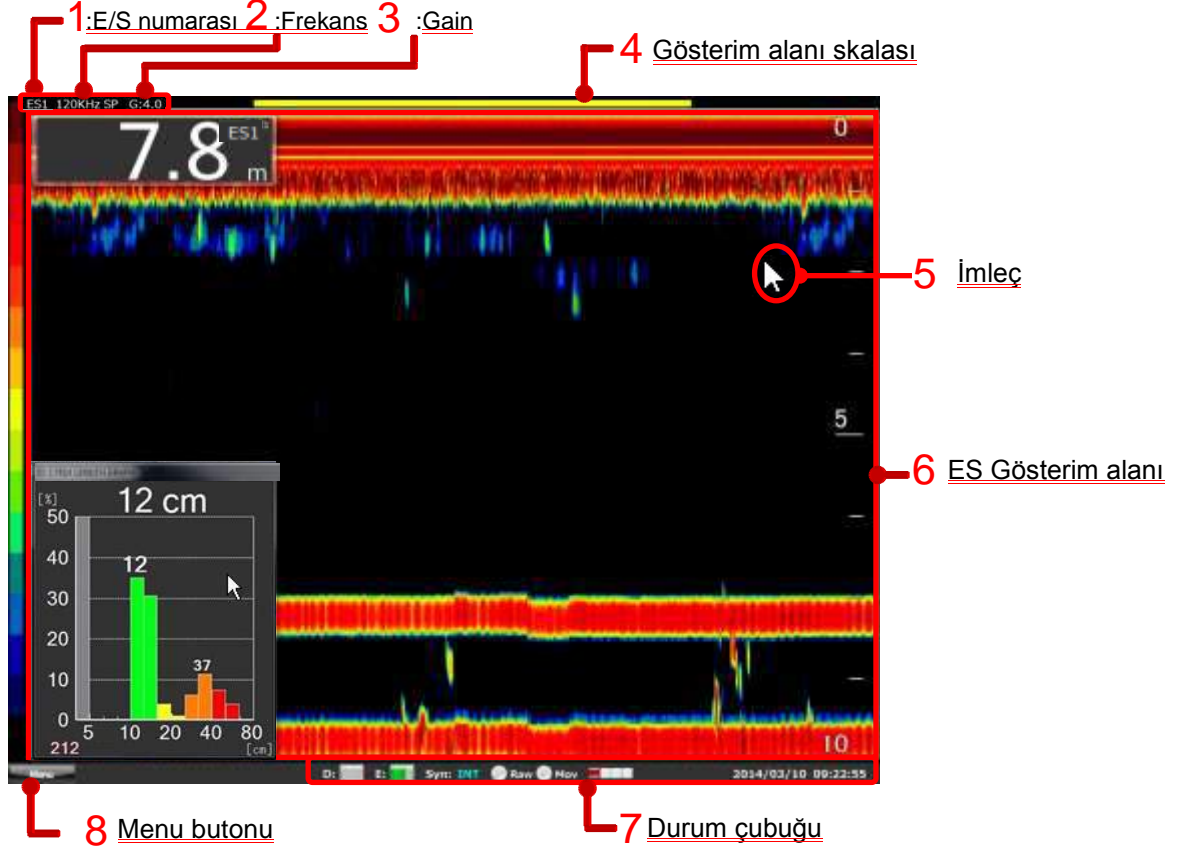 1:E/S numarası 2 :Frekans 3 :Gain
4 Gösterim alanı skalası
ES1 120KHz SP G:4.0
7.8 m ES1
0
5 İmleç
5
6 ES Gösterim alanı
[%] 12 cm
50
40
12
30
20
37
10
0
5 10 20 40 80
212 [cm]
10
Menu D: E: Syn: INT Raw Mov 2014/03/10 09:22:55
8 Menu butonu
7 Durum çubuğu